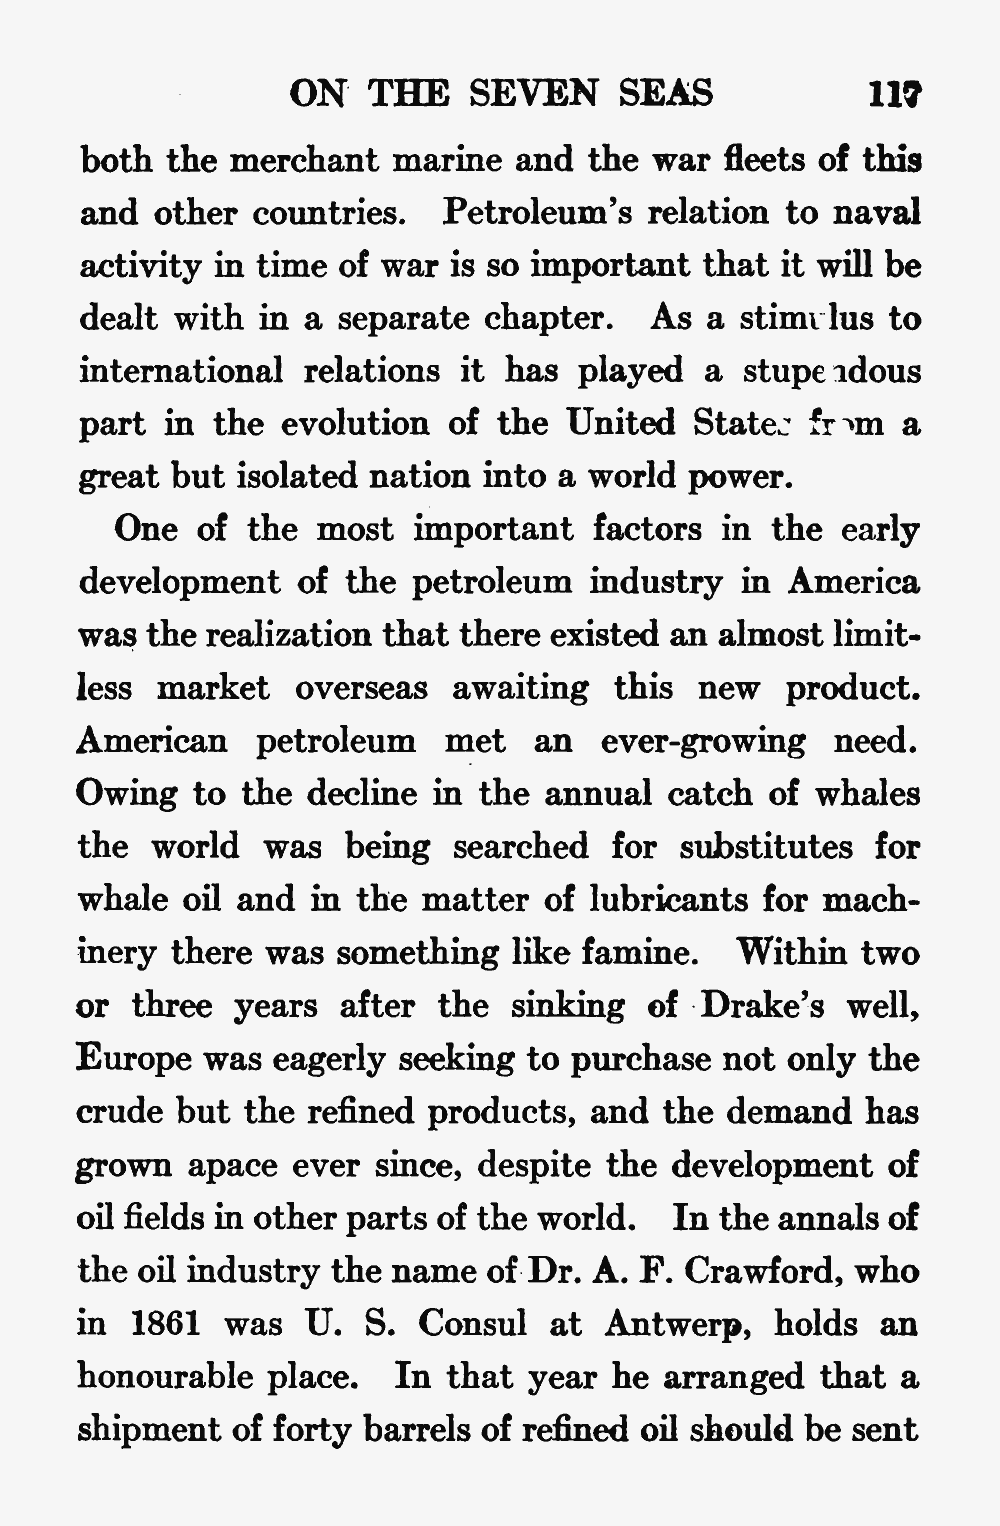 ON THE SEVEN SEAS 117
both the merchant marine and the war fleets of this
and other countries. Petroleum's relation to naval
activity in time of war is so important that it will be
dealt with in a separate chapter. As a stimulus to
international relations it has played a stupendous
part in the evolution of the United States from a
great but isolated nation into a world power.
One of the most important factors in the early
development of the petroleum industry in America
was the realization that there existed an almost limit-
less market overseas awaiting this new product.
American petroleum met an ever-growing need.
Owing to the decline in the annual catch of whales
the world was being searched for substitutes for
whale oil and in the matter of lubricants for mach-
inery there was something like famine. Within two
or three years after the sinking of Drake's well,
Europe was eagerly seeking to purchase not only the
crude but the refined products, and the demand has
grown apace ever since, despite the development of
oil fields in other parts of the world. In the annals of
the oil industry the name of Dr. A. F. Crawford, who
in 1861 was U. S. Consul at Antwerp, holds an
honourable place. In that year he arranged that a
shipment of forty barrels of refined oil should be sent